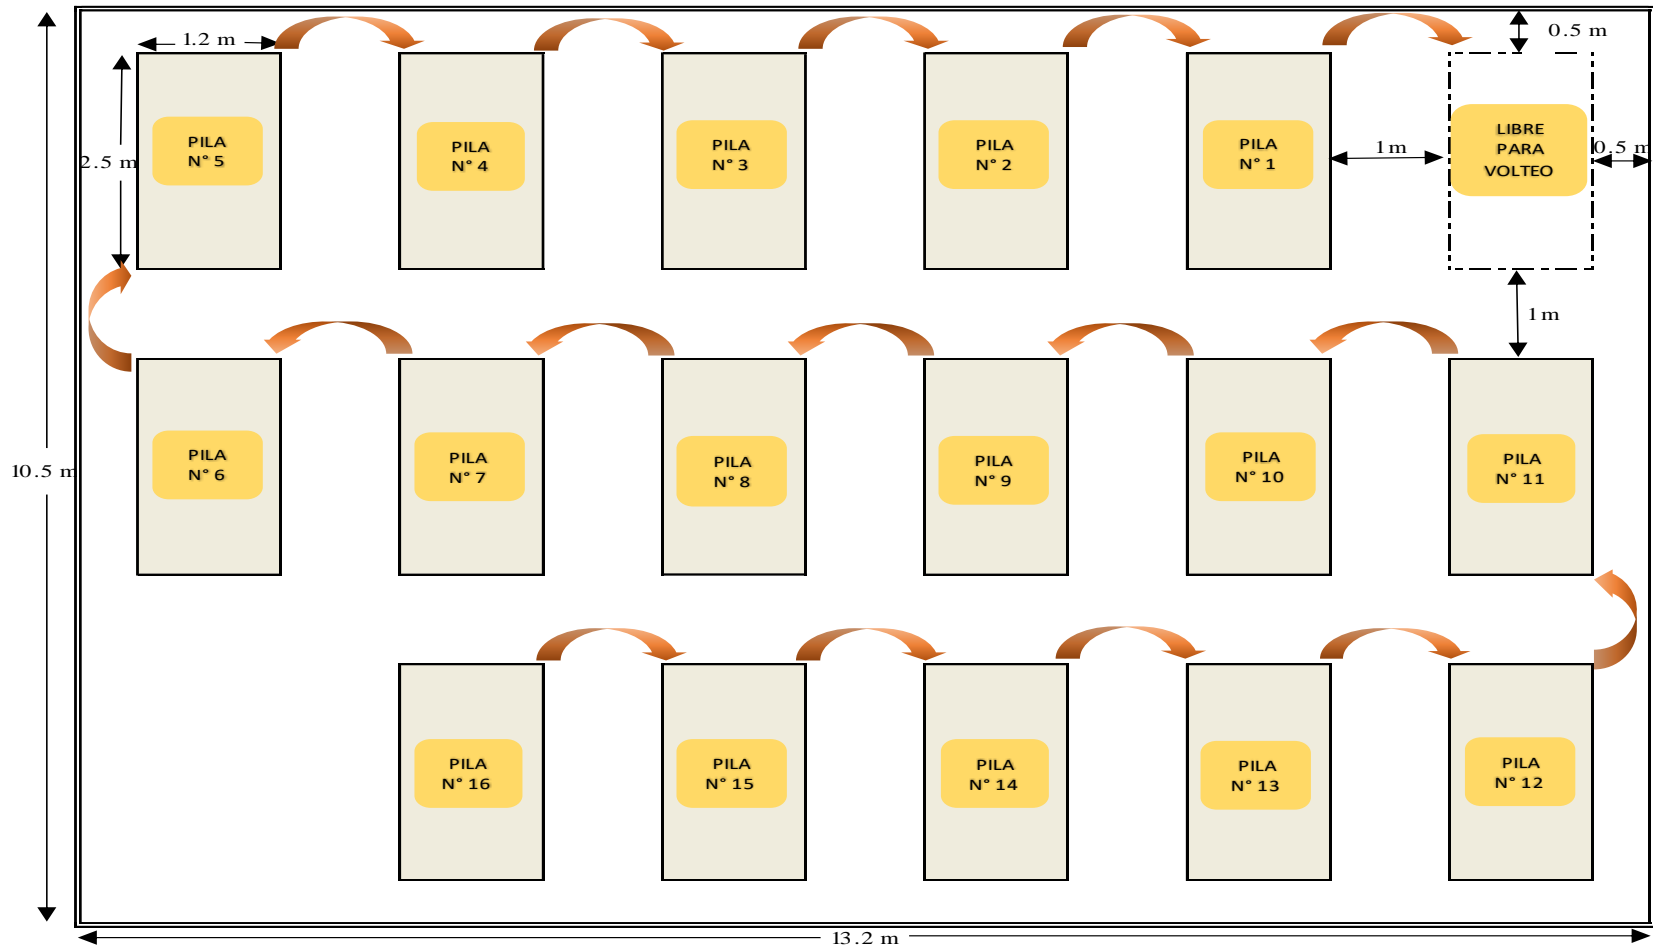 1.2 m
0.5 m
PILA
N° 5
PILA
N° 4
PILA
N° 3
PILA
N° 2
PILA
N° 1
LIBRE
PARA
VOLTEO
2.5 m
1 m
0.5 m
1 m
PILA
N° 6
PILA
N° 7
PILA
N° 8
PILA
N° 9
PILA
N° 10
PILA
N° 11
10.5 m
PILA
N° 16
PILA
N° 15
PILA
N° 14
PILA
N° 13
PILA
N° 12
13.2 m